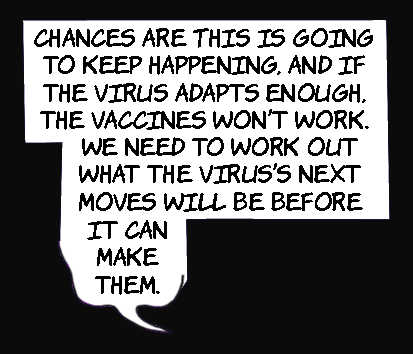 CHANCES ARE THIS IS GOING
TO KEEP HAPPENING, AND IF
THE VIRUS ADAPTS ENOUGH,
THE VACCINES WON'T WORK.
WE NEED TO WORK OUT
WHAT THE VIRUS'S NEXT
MOVES WILL BE BEFORE
IT CAN
MAKE
THEM.